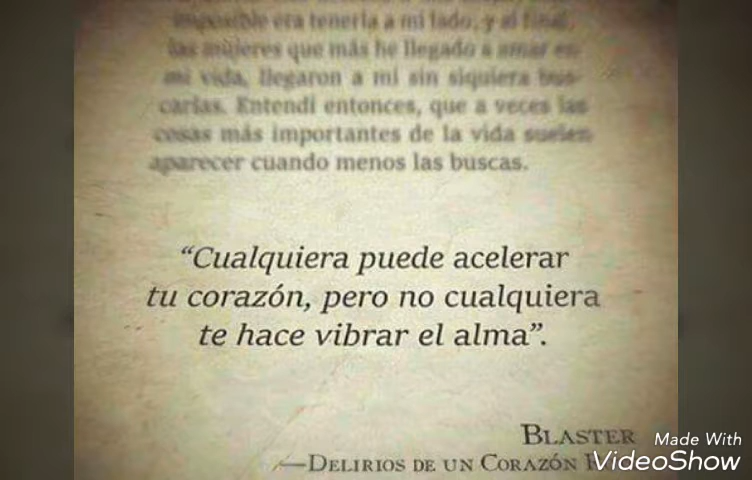 imposible era tenerla a mi lado, y al final,
las mujeres que más he llegado a amar en
mi vida, llegaron a mí sin siquiera bus-
carlas. Entendí entonces, que a veces las
cosas más importantes de la vida suelen
aparecer cuando menos las buscas.
“Cualquiera puede acelerar
tu corazón, pero no cualquiera
te hace vibrar el alma”.
BLASTER
—DELIRIOS DE UN CORAZÓN
Made With
VideoShow